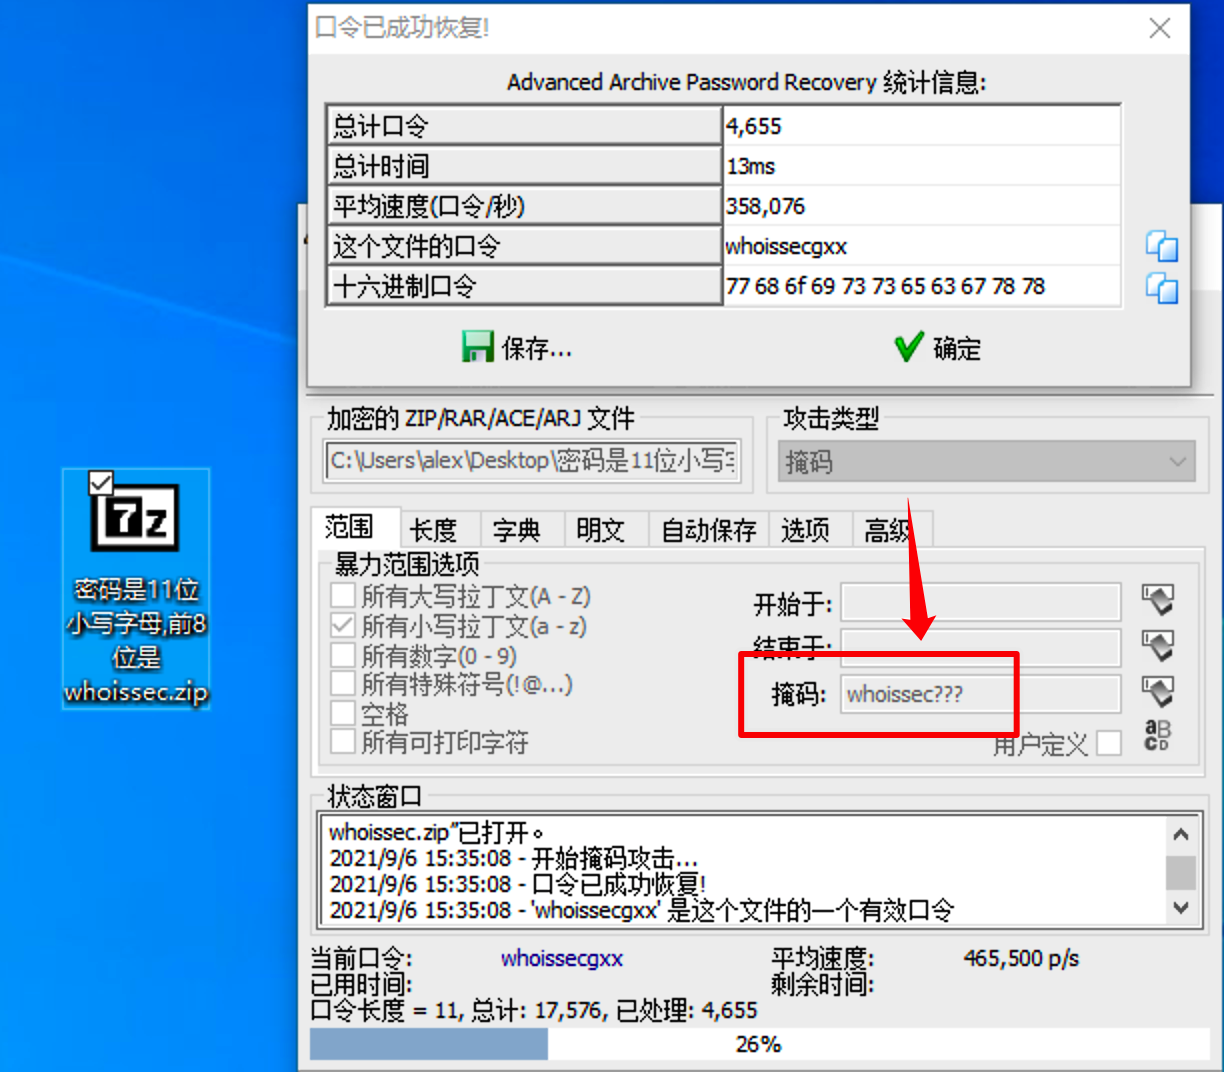 口令已成功恢复!
Advanced Archive Password Recovery 统计信息:
总计口令 4,655
总计时间 13ms
平均速度(口令/秒) 358,076
这个文件的口令 whoissecgxx
十六进制口令 77 68 6f 69 73 73 65 63 67 78 78
保存... 确定
加密的 ZIP/RAR/ACE/ARJ 文件 攻击类型
C:\Users\alex\Desktop\密码是11位小写 掩码
范围 长度 字典 明文 自动保存 选项 高级
暴力范围选项
所有大写拉丁文(A - Z) 开始于:
所有小写拉丁文(a - z) 结束于:
所有数字(0 - 9)
所有特殊符号(!@...) 掩码: whoissec???
空格
所有可打印字符 用户定义
密码是11位
小写字母,前8
位是
whoissec.zip
状态窗口
whoissec.zip"已打开。
2021/9/6 15:35:08 - 开始掩码攻击...
2021/9/6 15:35:08 - 口令已成功恢复!
2021/9/6 15:35:08 - 'whoissecgxx' 是这个文件的一个有效口令
当前口令: whoissecgxx 平均速度: 465,500 p/s
已用时间: 剩余时间:
口令长度 = 11, 总计: 17,576, 已处理: 4,655
26%